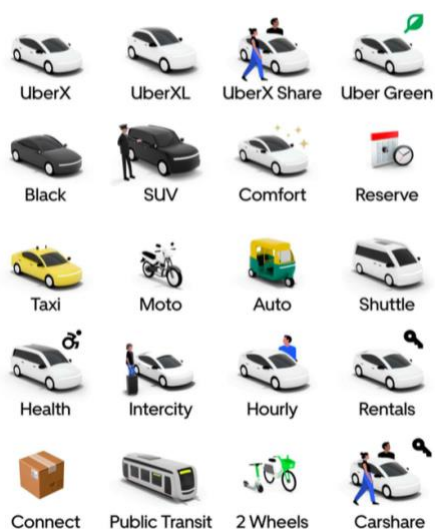 UberX
UberXL
UberX Share
Uber Green
Black
SUV
Comfort
Reserve
Taxi
Moto
Auto
Shuttle
Health
Intercity
Hourly
Rentals
Connect
Public Transit
2 Wheels
Carshare